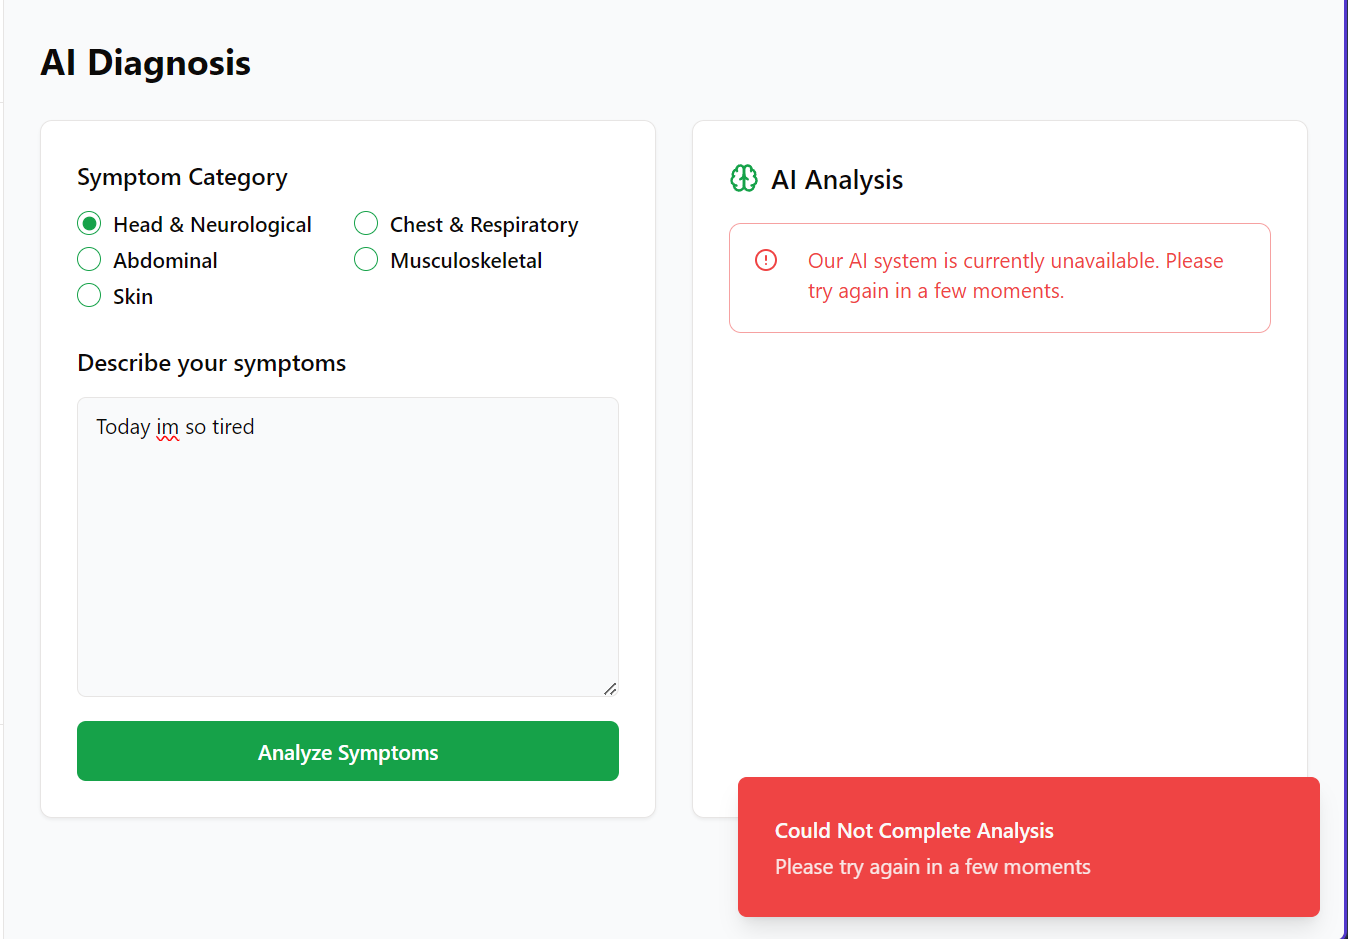 AI Diagnosis
Symptom Category
Head & Neurological
Chest & Respiratory
Abdominal
Musculoskeletal
Skin
Describe your symptoms
Today im so tired
Analyze Symptoms
AI Analysis
Our AI system is currently unavailable. Please
try again in a few moments.
Could Not Complete Analysis
Please try again in a few moments